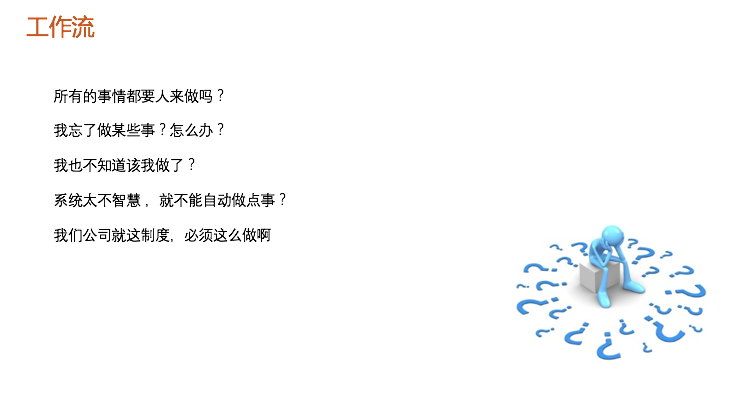 工作流
所有的事情都要人来做吗？
我忘了做某些事？怎么办？
我也不知道该我做了？
系统太不智慧，就不能自动做点事？
我们公司就这制度，必须这么做啊